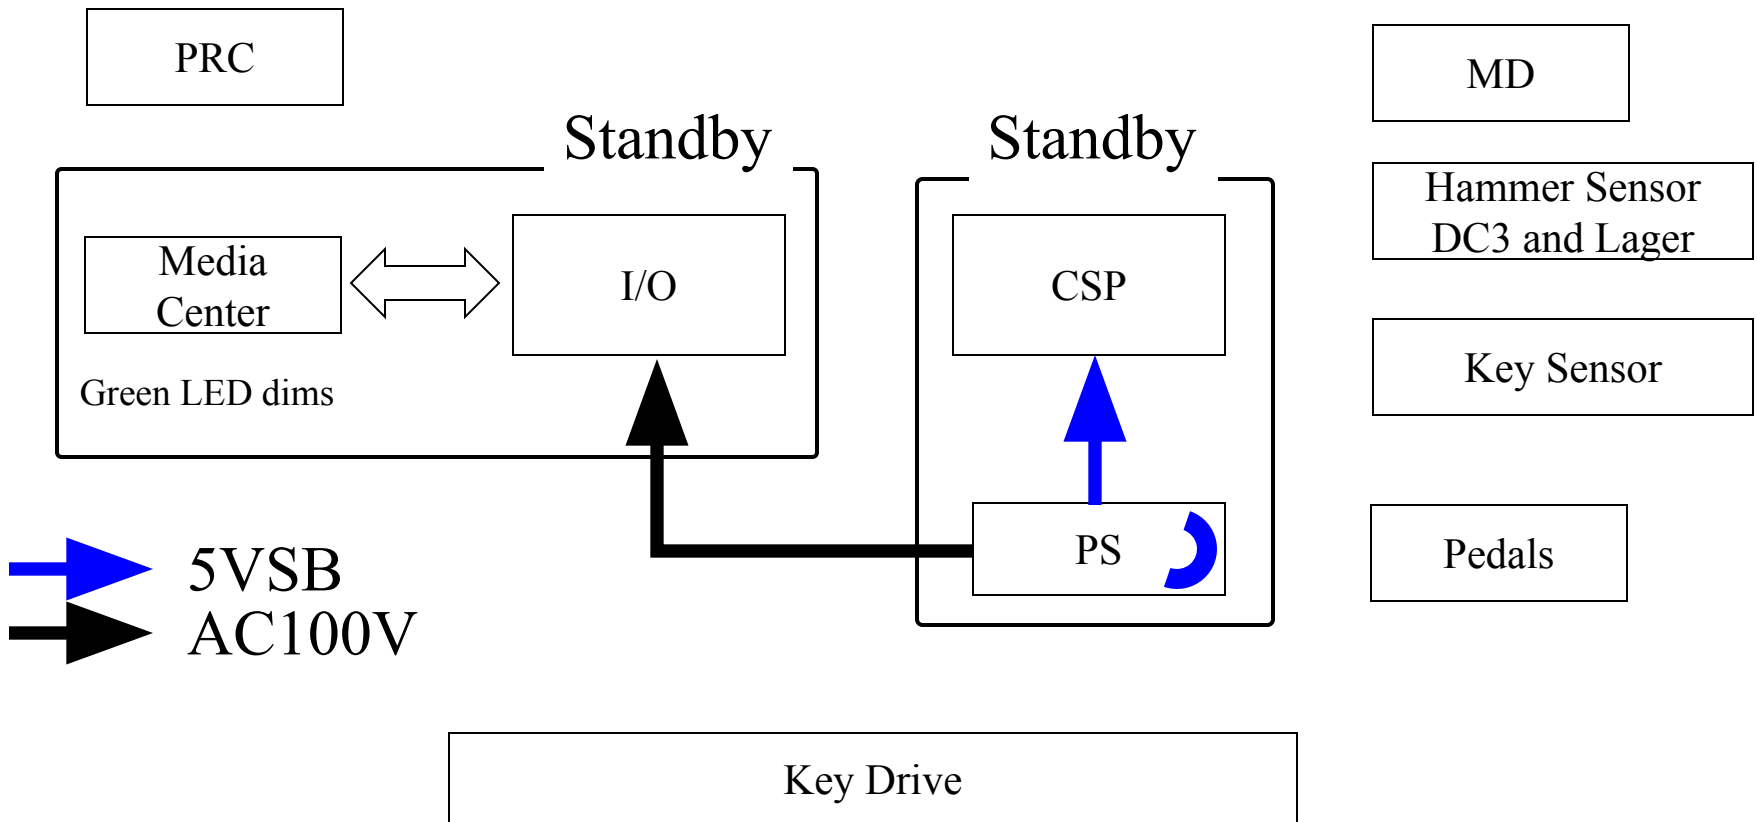 PRC
MD
Standby
Standby
Hammer Sensor
DC3 and Lager
Media
Center
I/O
CSP
Key Sensor
Green LED dims
PS
Pedals
5VSB
AC100V
Key Drive